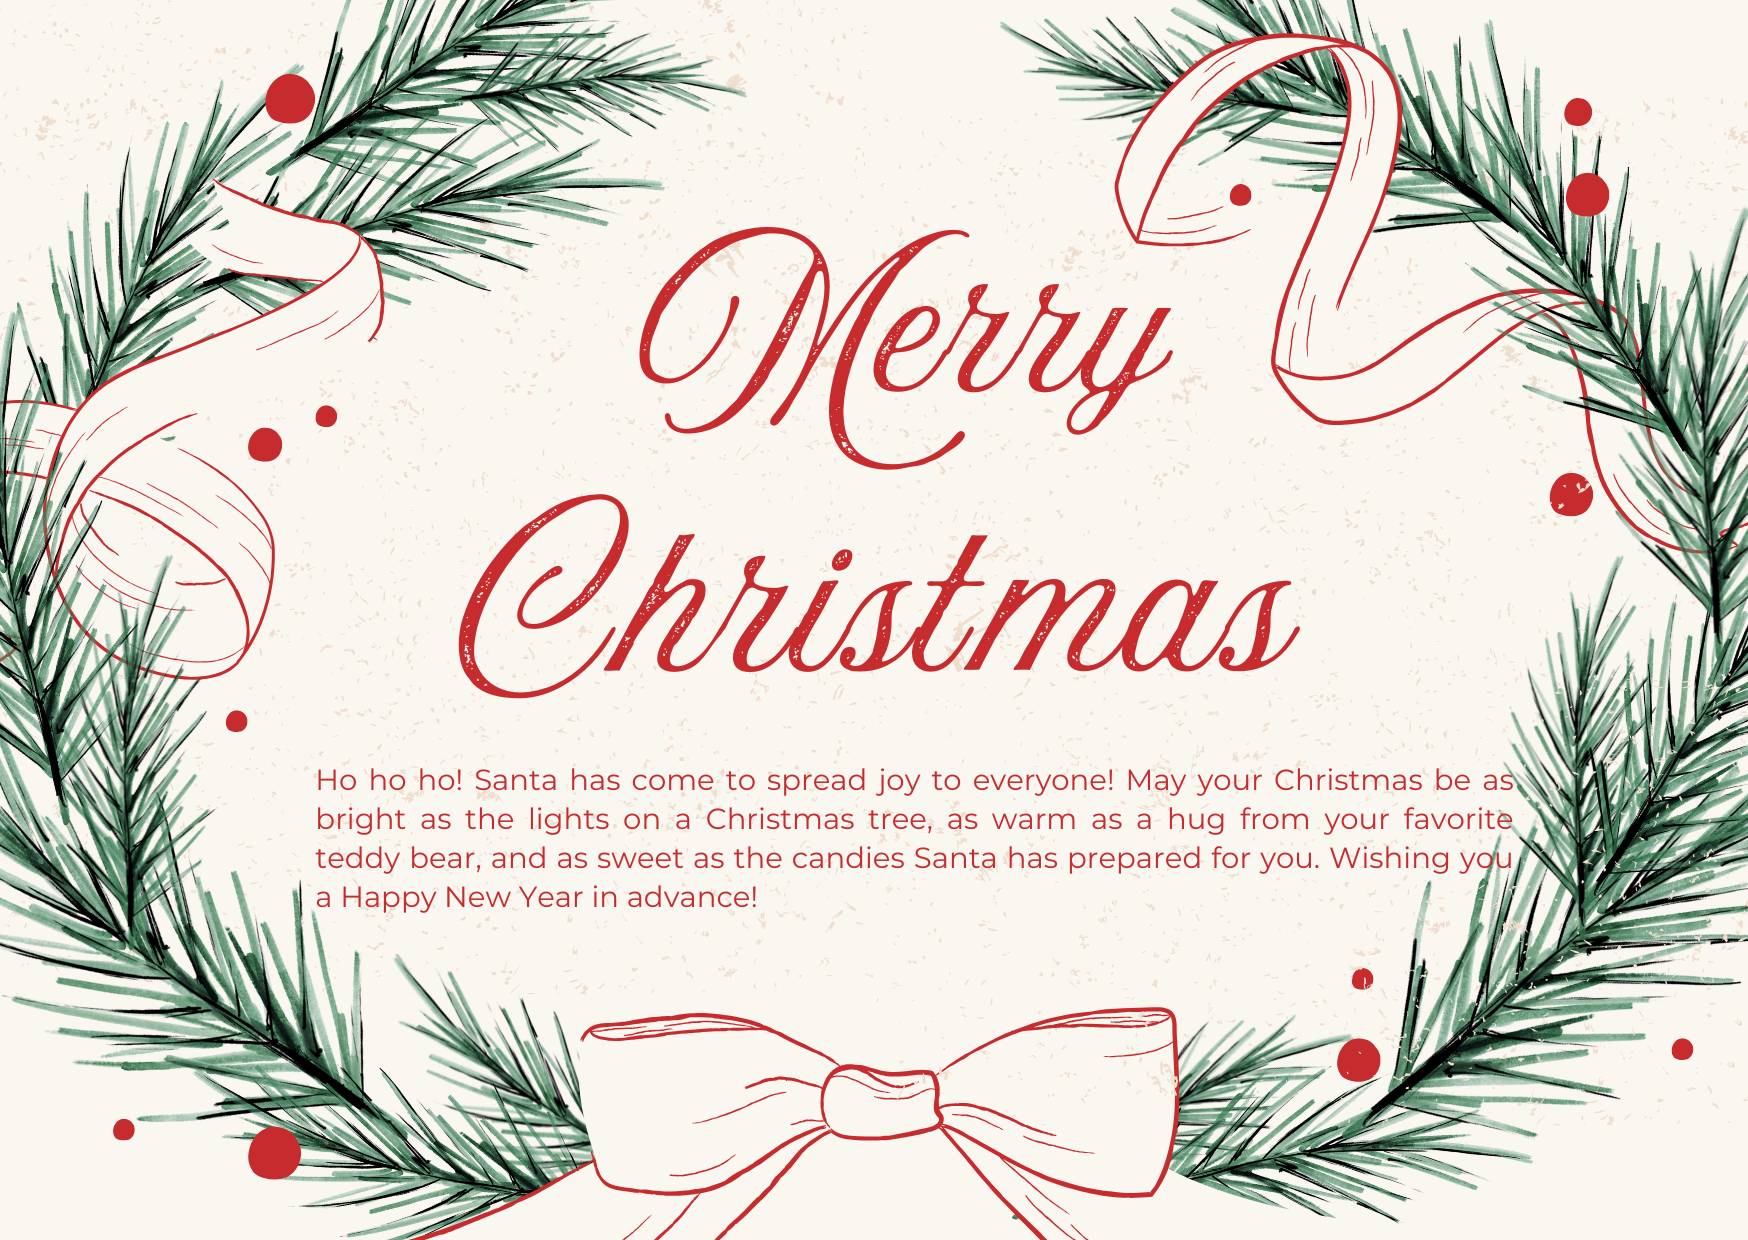 Merry
Christmas
Ho ho ho! Santa has come to spread joy to everyone! May your Christmas be as
bright as the lights on a Christmas tree, as warm as a hug from your favorite
teddy bear, and as sweet as the candies Santa has prepared for you. Wishing you
a Happy New Year in advance!